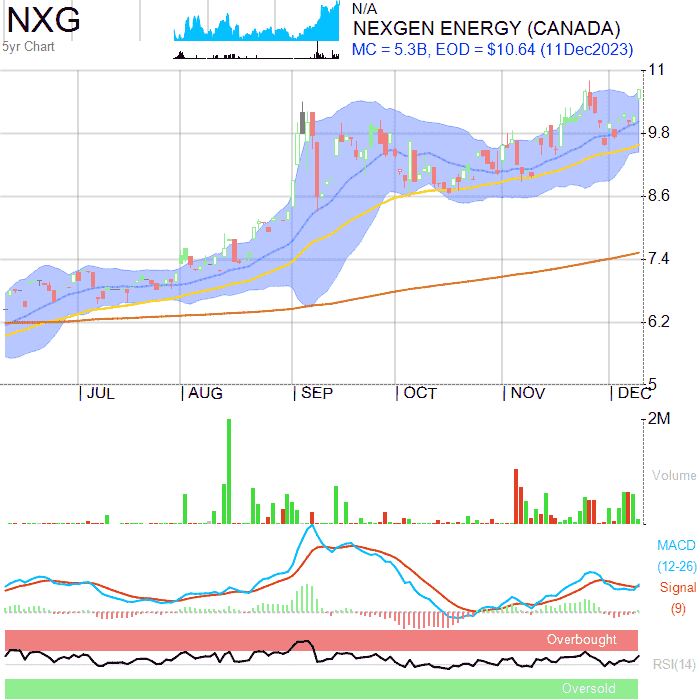 NXG
5yr Chart
N/A
NEXGEN ENERGY (CANADA)
MC = 5.3B, EOD = $10.64 (11Dec2023)
11
9.8
8.6
7.4
6.2
5
JUL AUG SEP OCT NOV DEC
2M
Volume
MACD
(12-26)
Signal
(9)
Overbought
RSI(14)
Oversold